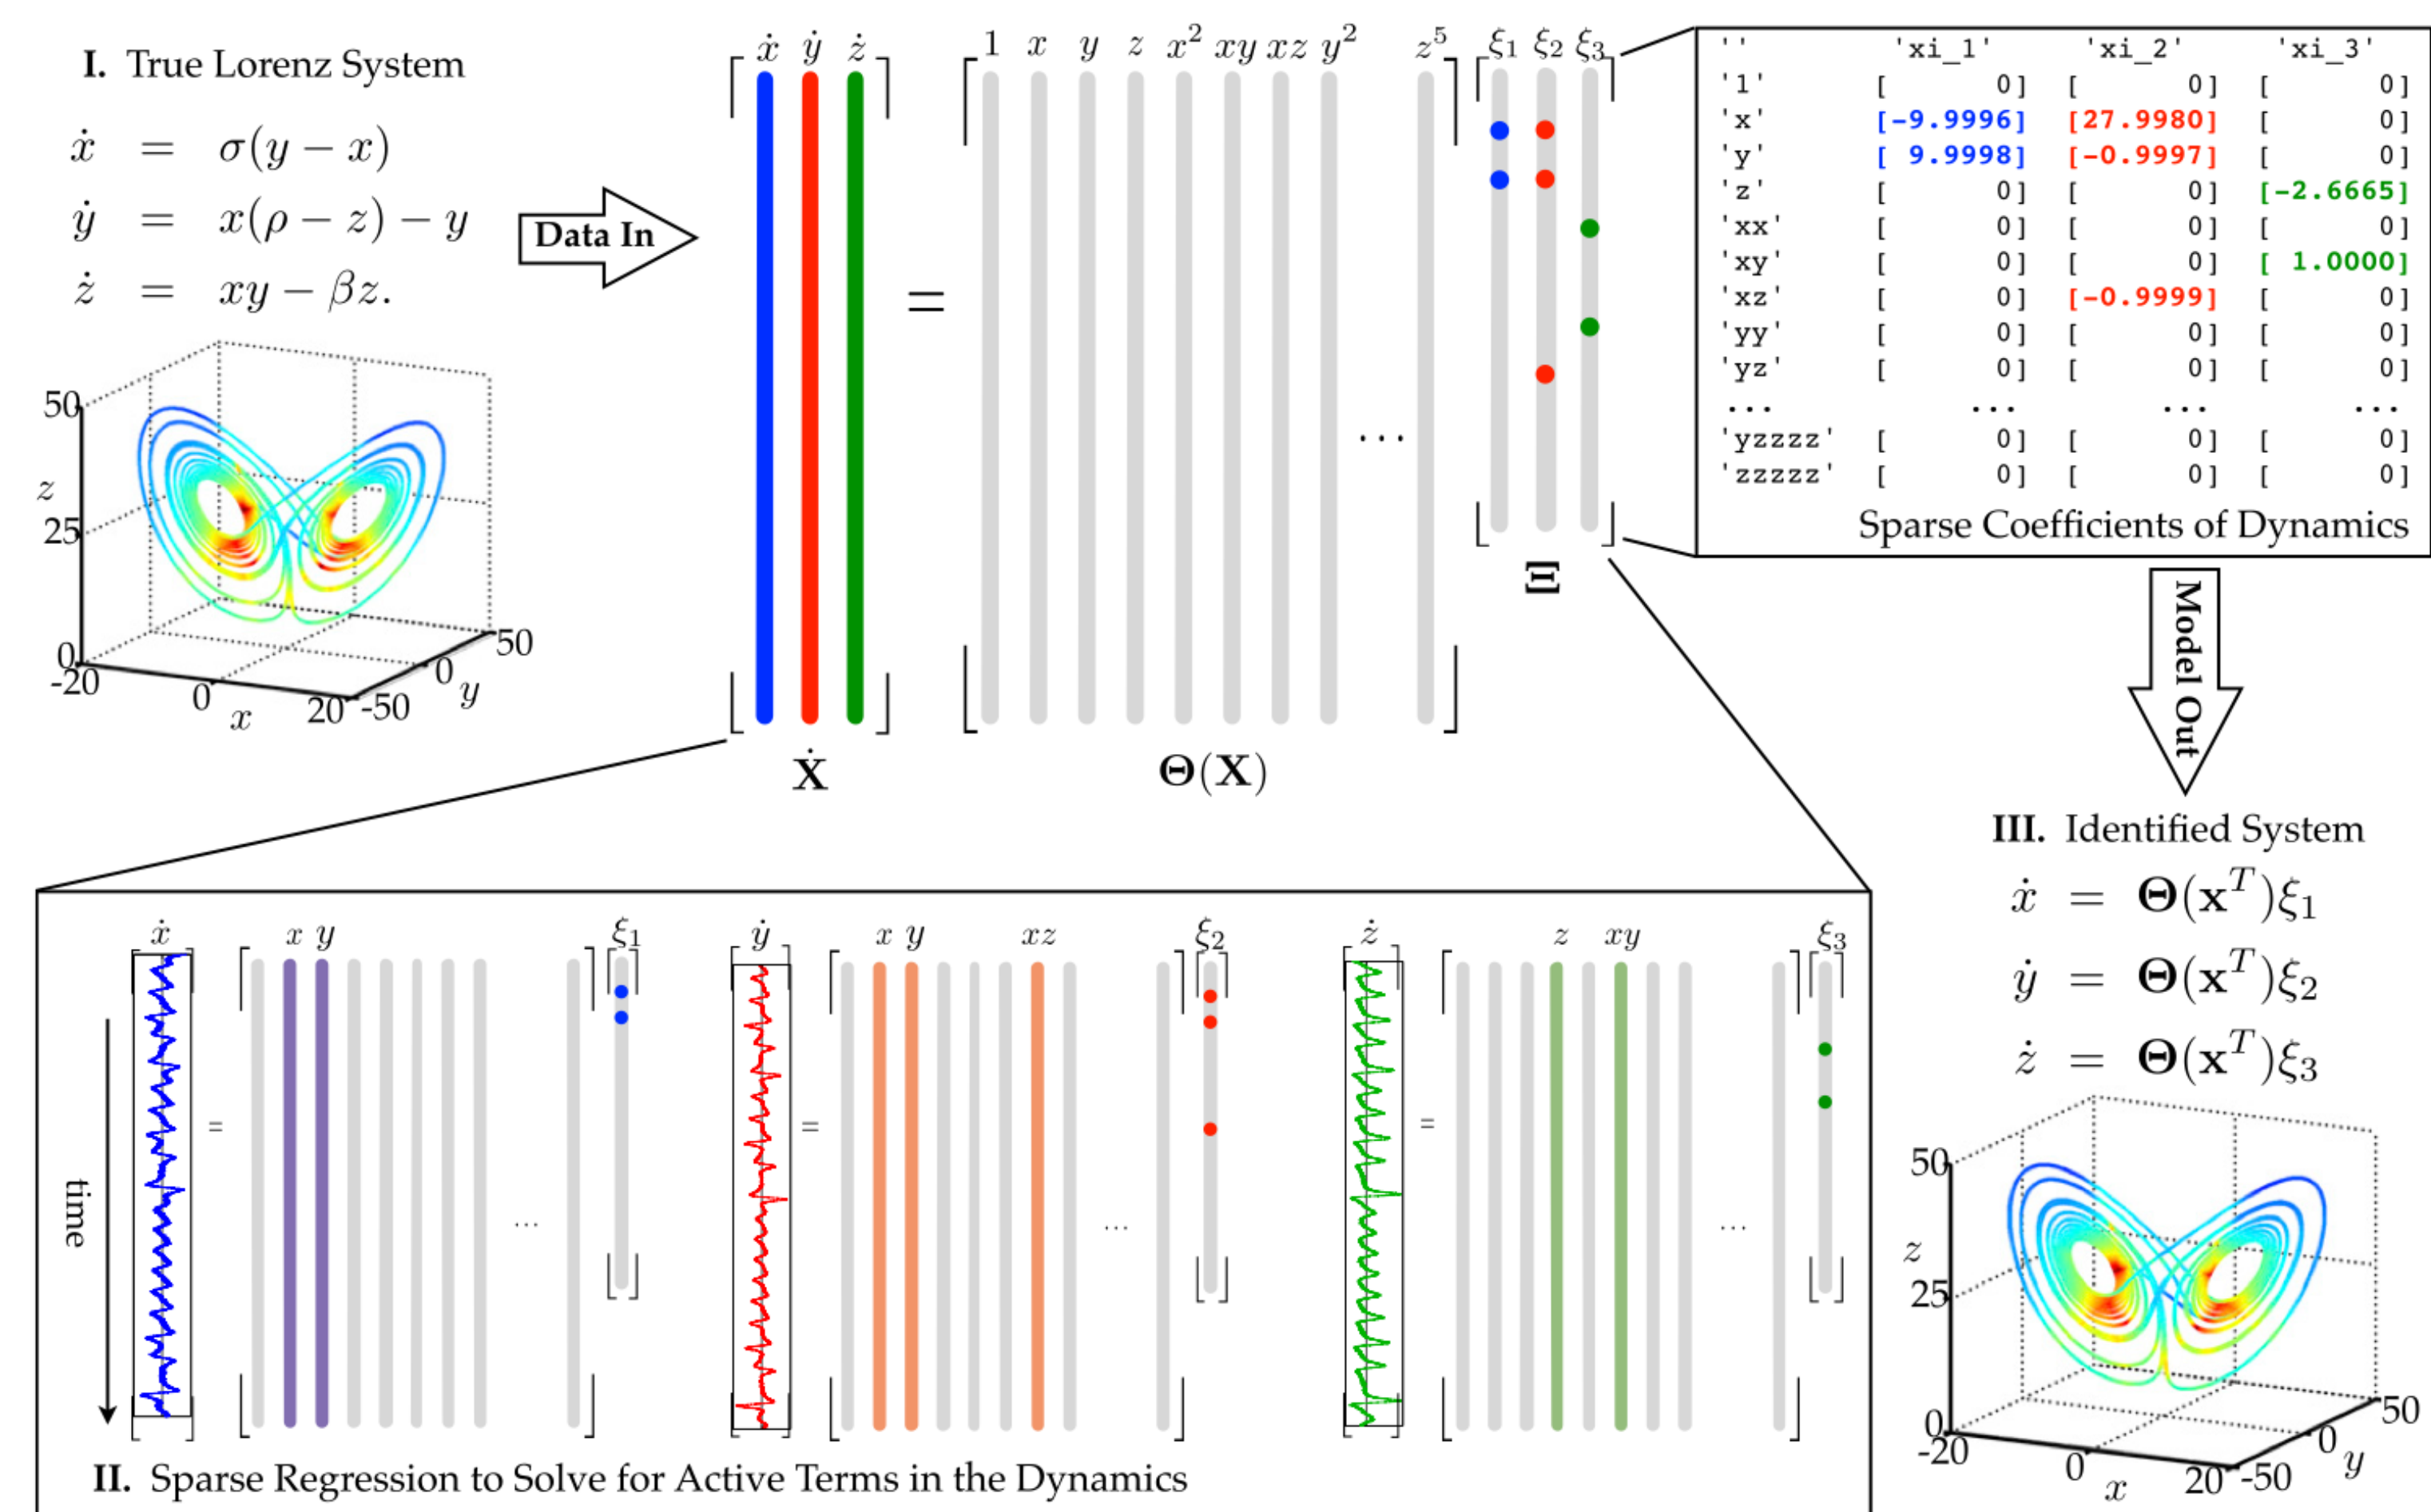 I. True Lorenz System
ẋ = σ(y − x)
ẏ = x(ρ − z) − y
ż = xy − βz.
Data In
50
25
0
z
-20
0
20
x
-50
0
50
y
ẋ ẏ ż
Ẋ
=
1 x y z x² xy xz y² z⁵
...
Θ(X)
ξ₁ ξ₂ ξ₃
Ξ
' ' 'xi_1' 'xi_2' 'xi_3'
'1' [ 0] [ 0] [ 0]
'x' [-9.9996] [27.9980] [ 0]
'y' [ 9.9998] [-0.9997] [ 0]
'z' [ 0] [ 0] [-2.6665]
'xx' [ 0] [ 0] [ 0]
'xy' [ 0] [ 0] [ 1.0000]
'xz' [ 0] [-0.9999] [ 0]
'yy' [ 0] [ 0] [ 0]
'yz' [ 0] [ 0] [ 0]
... ... ... ...
'yzzzz' [ 0] [ 0] [ 0]
'zzzzz' [ 0] [ 0] [ 0]
Sparse Coefficients of Dynamics
Model Out
time
ẋ = x y ... ξ₁
ẏ = x y xz ... ξ₂
ż = z xy ... ξ₃
II. Sparse Regression to Solve for Active Terms in the Dynamics
III. Identified System
ẋ = Θ(xᵀ)ξ₁
ẏ = Θ(xᵀ)ξ₂
ż = Θ(xᵀ)ξ₃
50
25
0
z
-20
0
20
x
-50
0
50
y